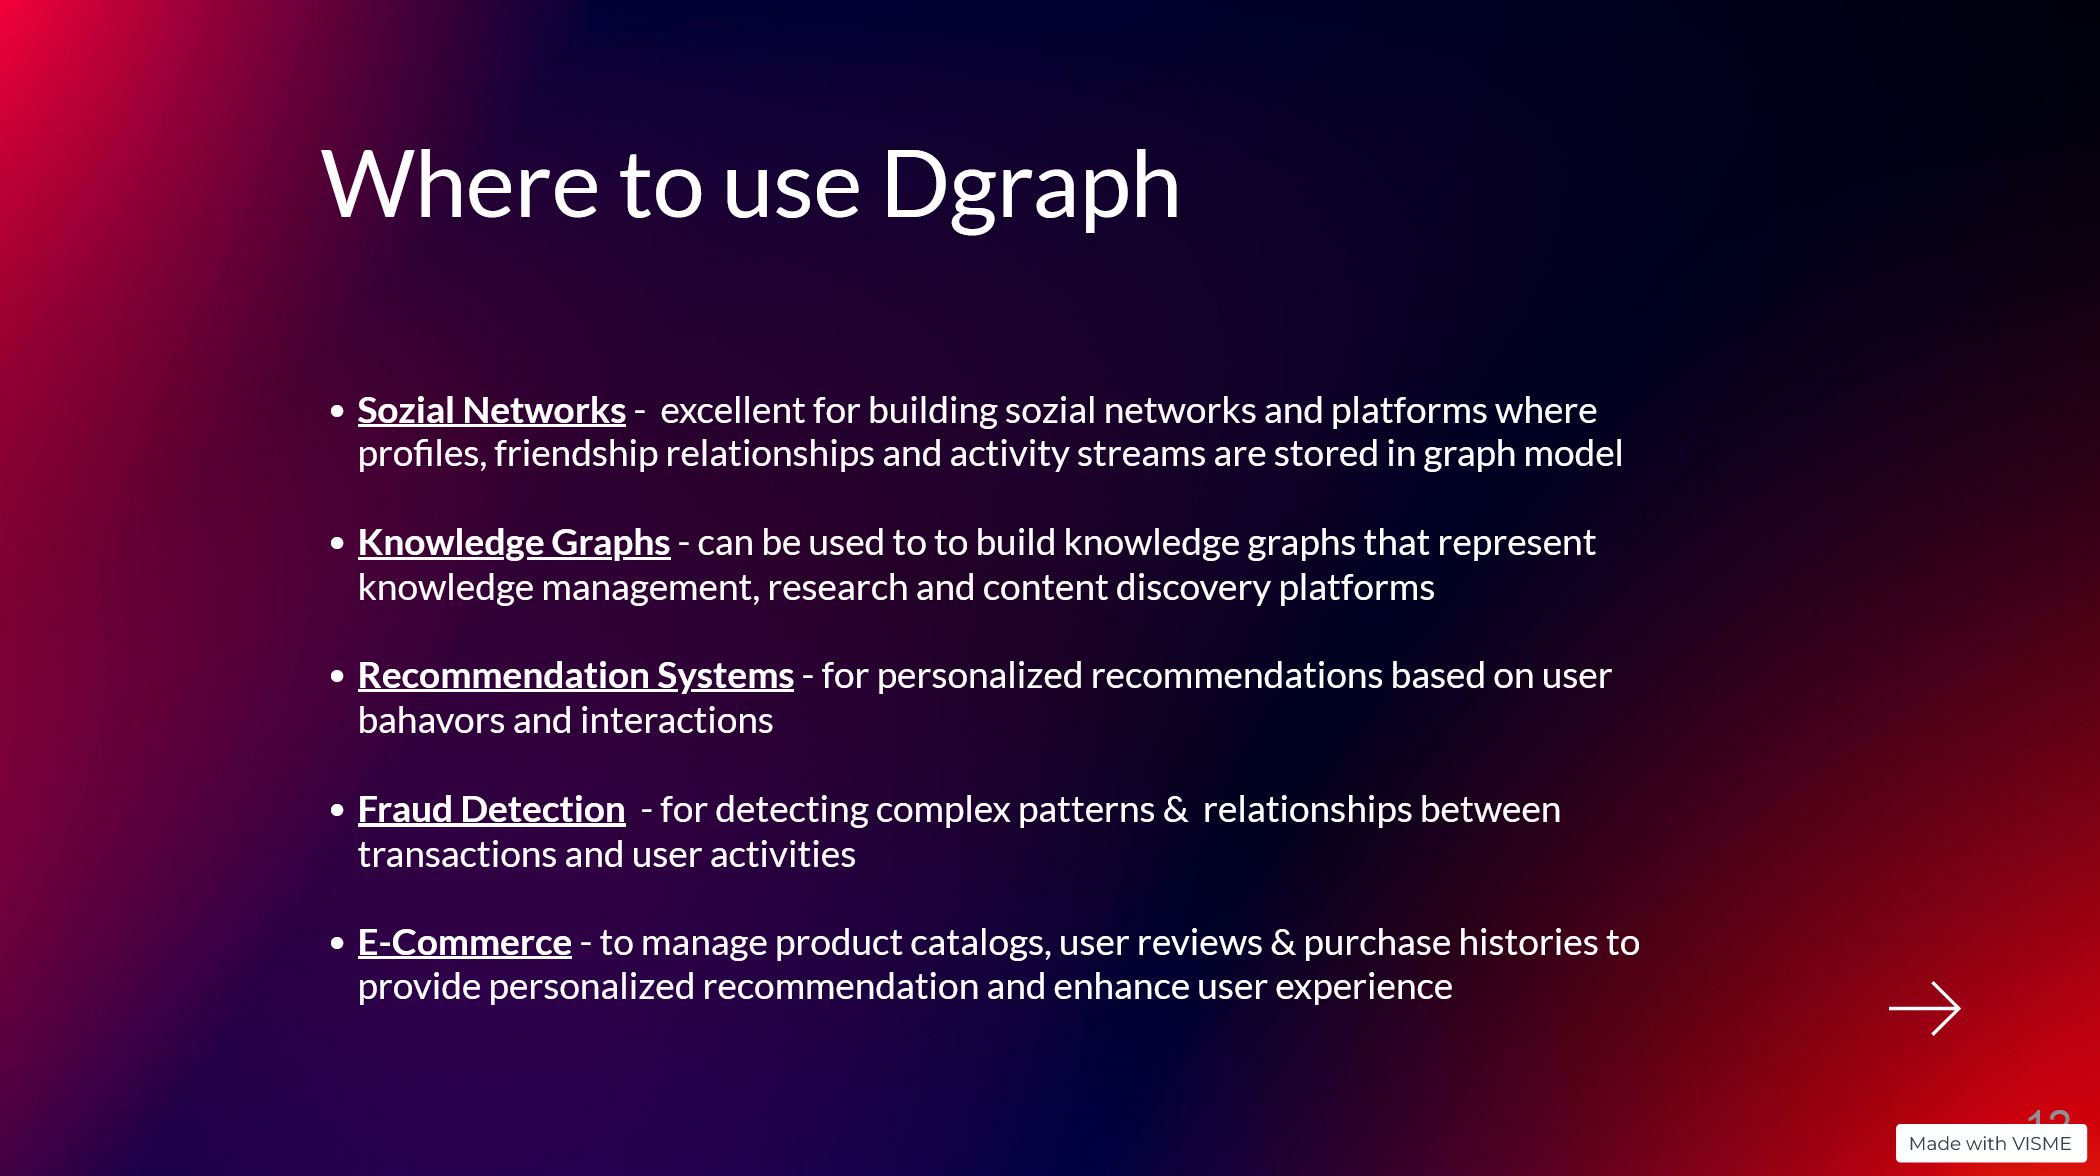 Where to use Dgraph
• Sozial Networks -  excellent for building sozial networks and platforms where
profiles, friendship relationships and activity streams are stored in graph model
• Knowledge Graphs - can be used to to build knowledge graphs that represent
knowledge management, research and content discovery platforms
• Recommendation Systems - for personalized recommendations based on user
bahavors and interactions
• Fraud Detection  - for detecting complex patterns &  relationships between
transactions and user activities
• E-Commerce - to manage product catalogs, user reviews & purchase histories to
provide personalized recommendation and enhance user experience
Made with VISME